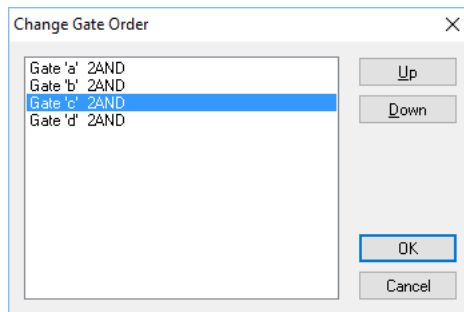 Change Gate Order
Gate 'a' 2AND
Gate 'b' 2AND
Gate 'c' 2AND
Gate 'd' 2AND
Up
Down
OK
Cancel